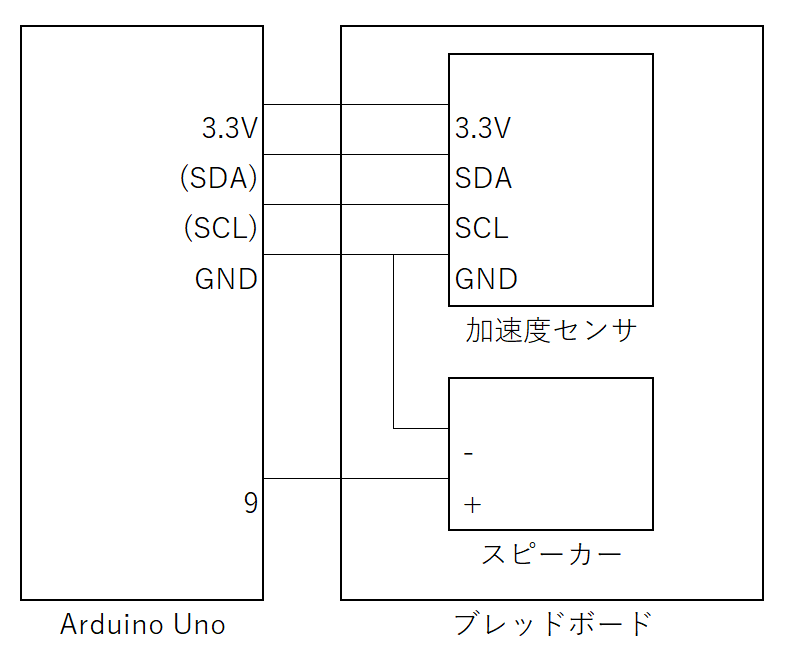 3.3V
(SDA)
(SCL)
GND
9
Arduino Uno
3.3V
SDA
SCL
GND
加速度センサ
-
+
スピーカー
ブレッドボード